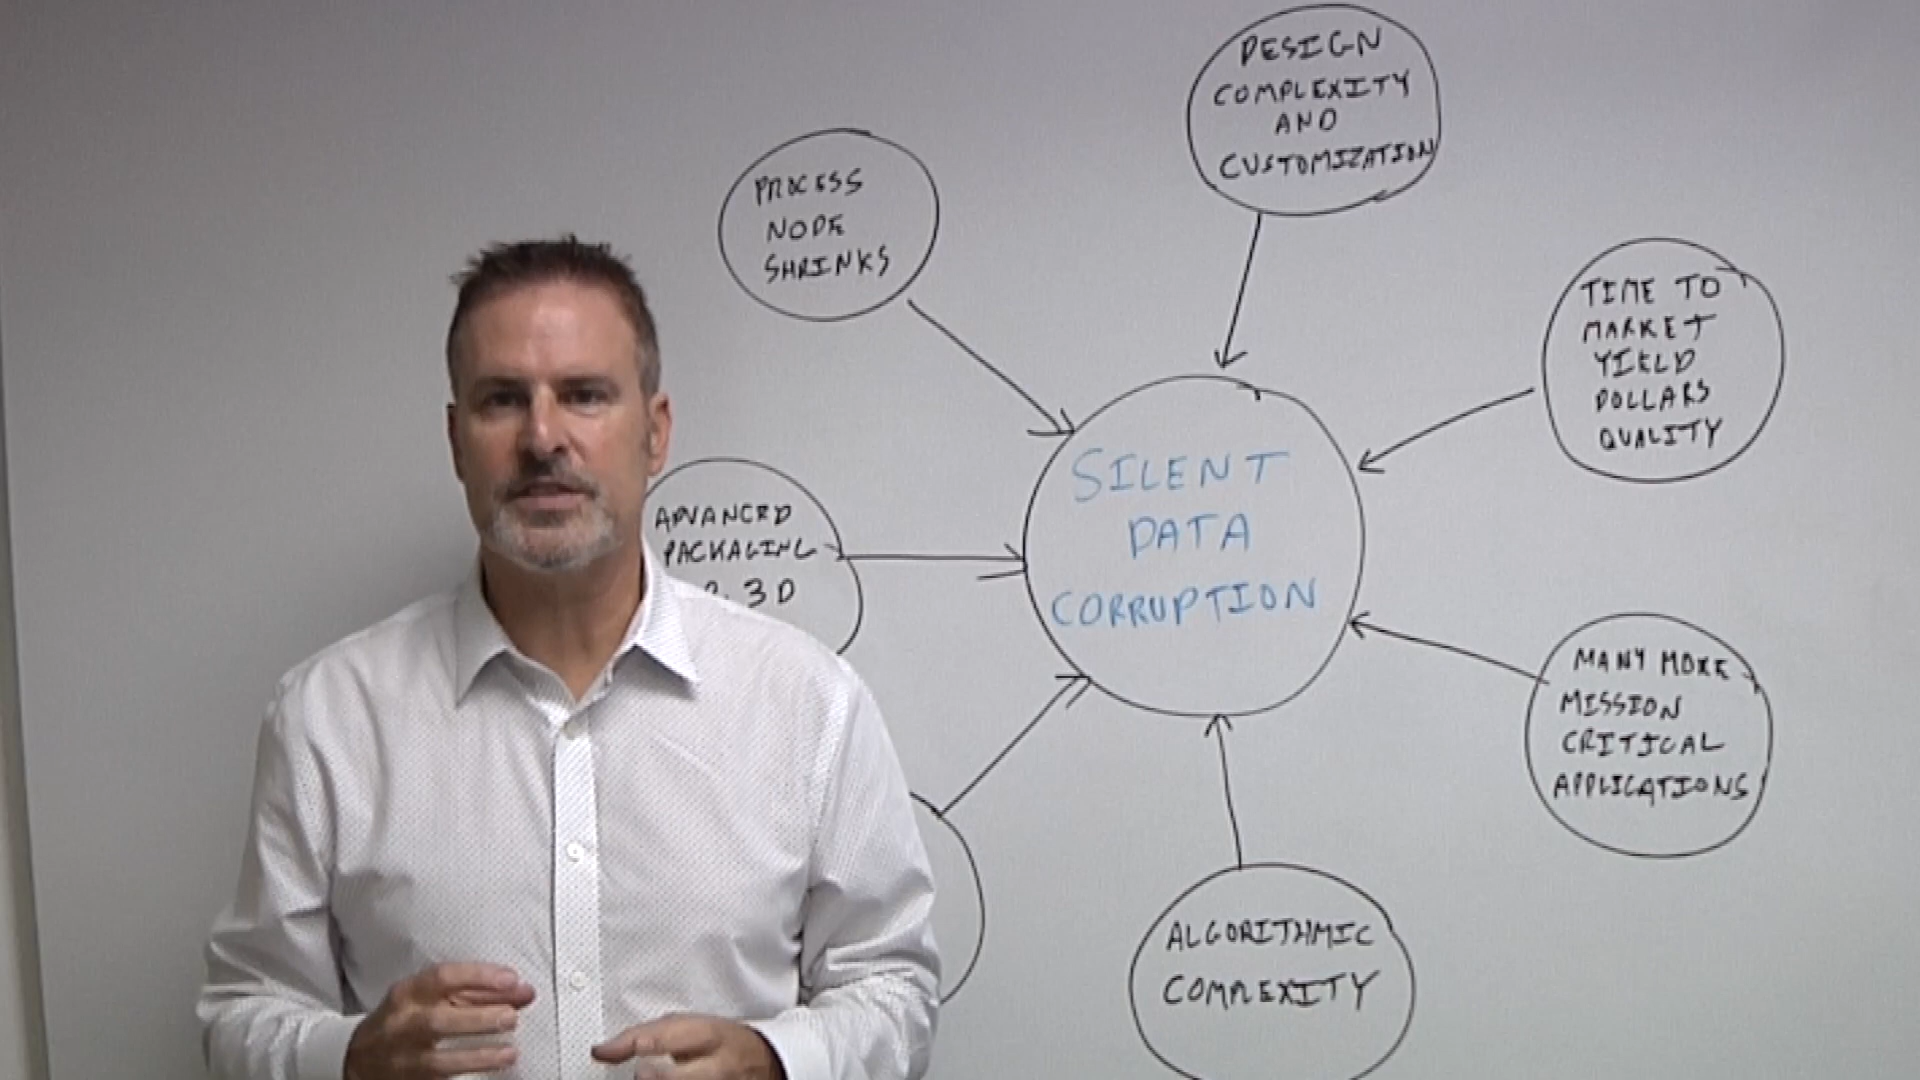 DESIGN
COMPLEXITY
AND
CUSTOMIZATION
PROCESS
NODE
SHRINKS
TIME TO
MARKET
YIELD
DOLLARS
QUALITY
SILENT
DATA
CORRUPTION
ADVANCED
PACKAGING
3D
MANY MORE
MISSION
CRITICAL
APPLICATIONS
ALGORITHMIC
COMPLEXITY